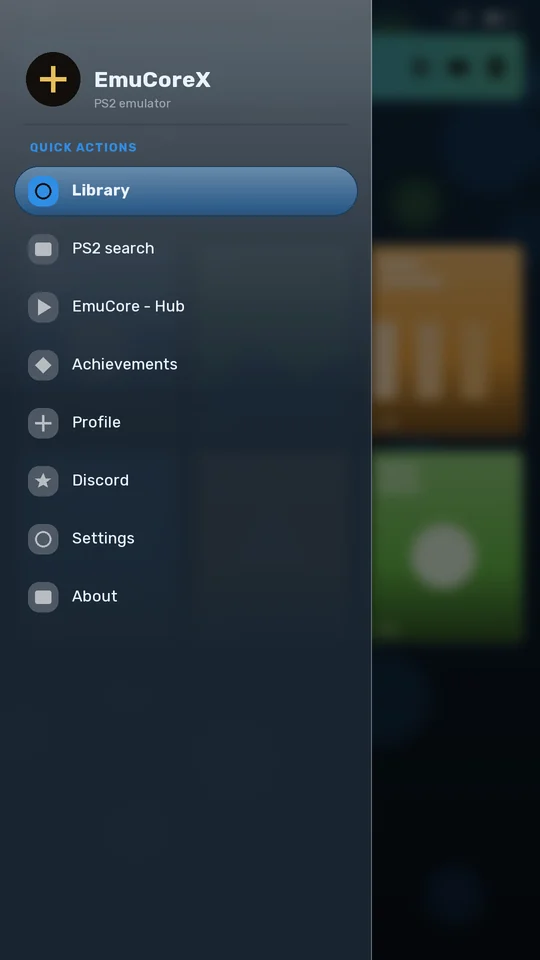 EmuCoreX
PS2 emulator
QUICK ACTIONS
Library
PS2 search
EmuCore - Hub
Achievements
Profile
Discord
Settings
About